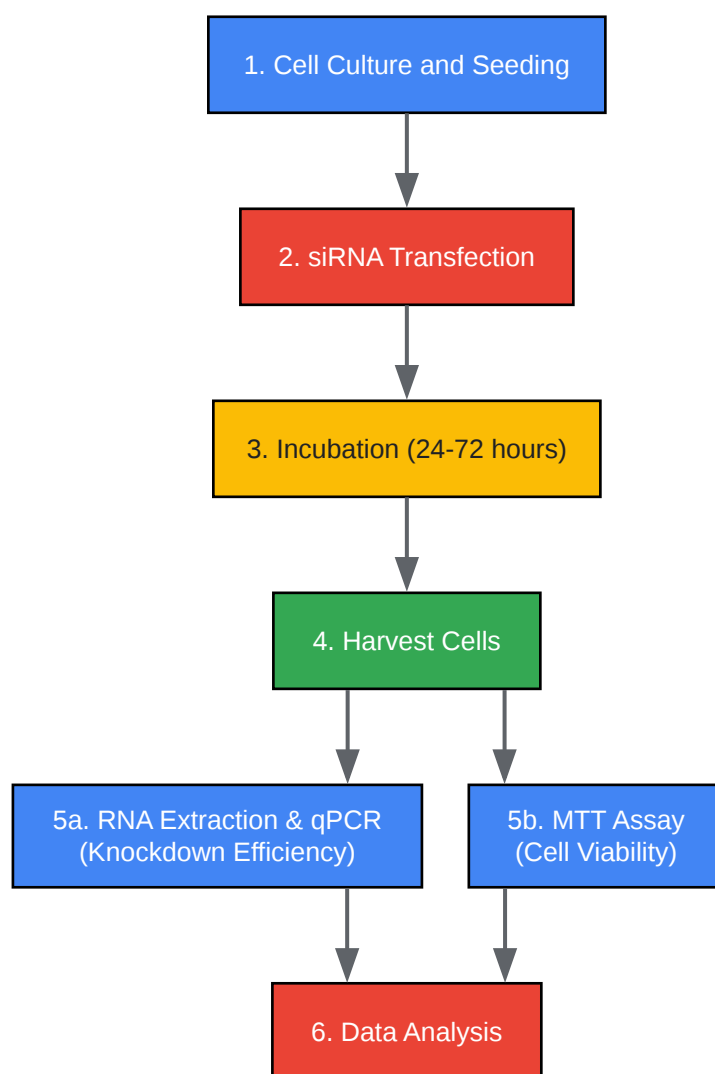 1. Cell Culture and Seeding
2. siRNA Transfection
3. Incubation (24-72 hours)
4. Harvest Cells
5a. RNA Extraction & qPCR
(Knockdown Efficiency)
5b. MTT Assay
(Cell Viability)
6. Data Analysis